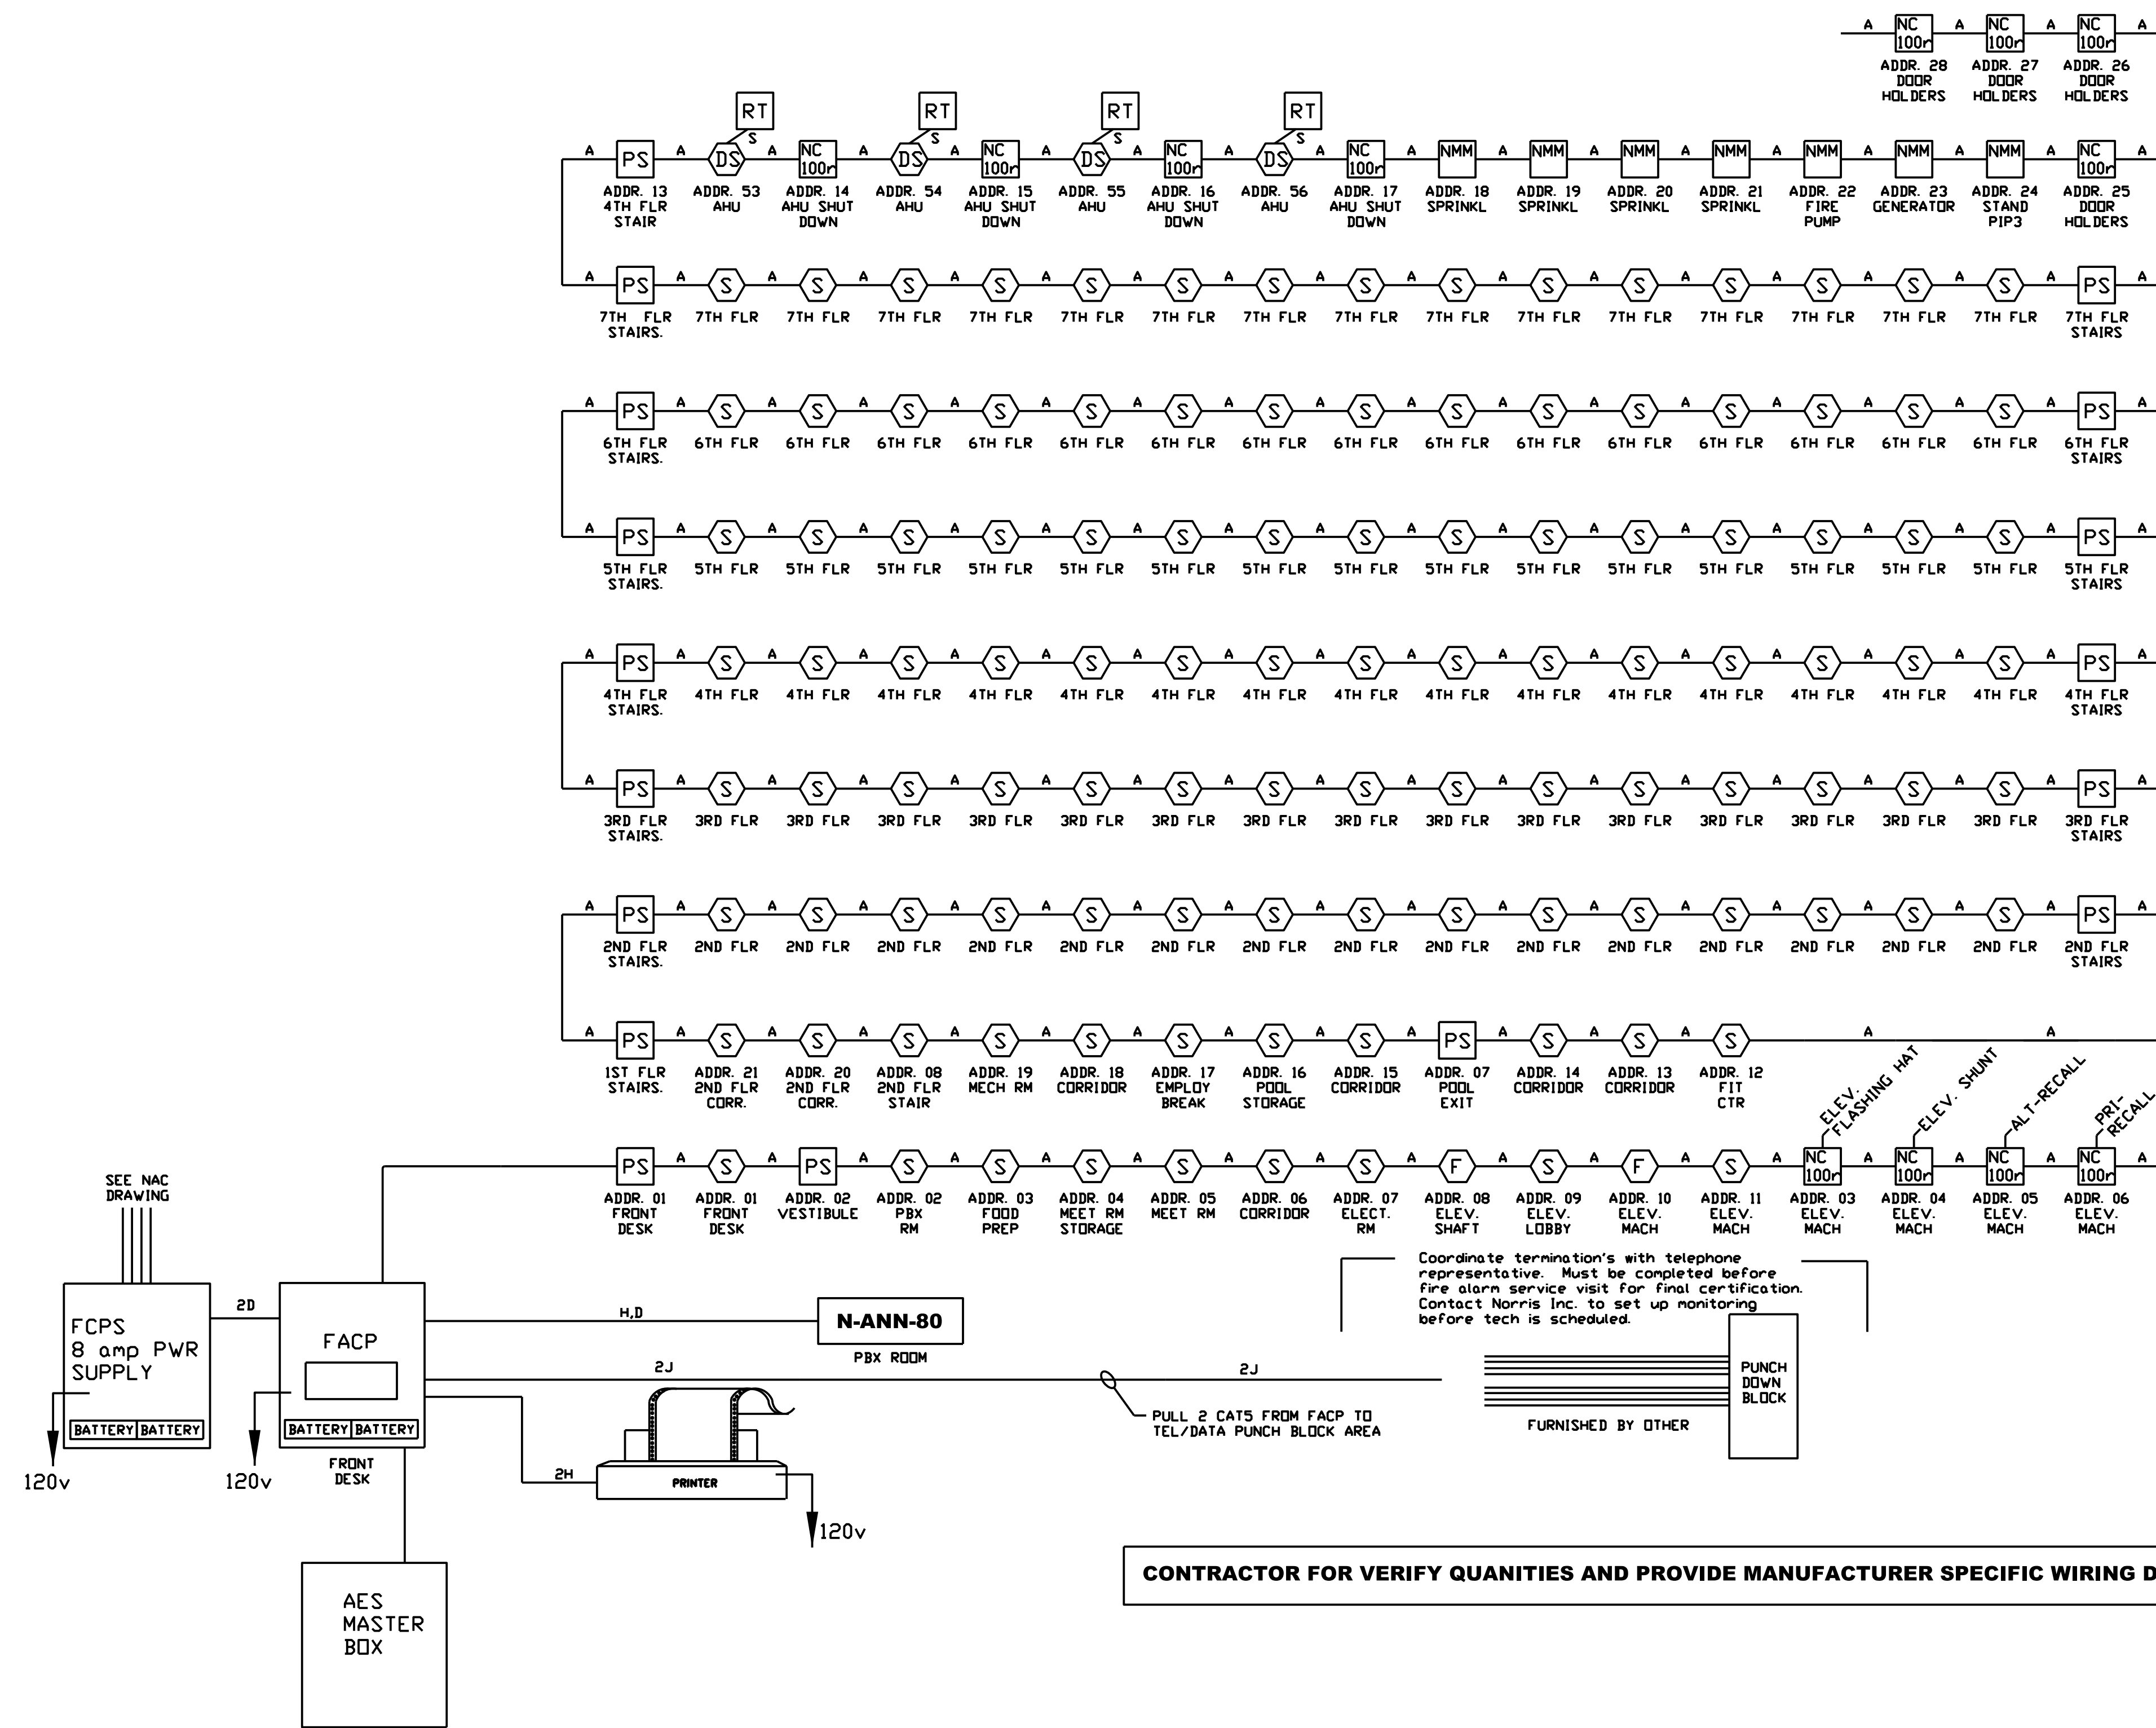 A A A A
NC NC NC
100r 100r 100r
ADDR. 28 ADDR. 27 ADDR. 26
DOOR DOOR DOOR
HOLDERS HOLDERS HOLDERS
RT RT RT RT
S S S S
A A A A A A A A A A A A A A A A A A
PS DS NC DS NC DS NC DS NC NMM NMM NMM NMM NMM NMM NMM NC
100r 100r 100r 100r 100r
ADDR. 13 ADDR. 53 ADDR. 14 ADDR. 54 ADDR. 15 ADDR. 55 ADDR. 16 ADDR. 56 ADDR. 17 ADDR. 18 ADDR. 19 ADDR. 20 ADDR. 21 ADDR. 22 ADDR. 23 ADDR. 24 ADDR. 25
4TH FLR AHU AHU SHUT AHU AHU SHUT AHU AHU SHUT AHU AHU SHUT SPRINKL SPRINKL SPRINKL SPRINKL FIRE GENERATOR STAND DOOR
STAIR DOWN DOWN DOWN DOWN PUMP PIP3 HOLDERS
A A A A A A A A A A A A A A A A A A
PS S S S S S S S S S S S S S S S PS
7TH FLR 7TH FLR 7TH FLR 7TH FLR 7TH FLR 7TH FLR 7TH FLR 7TH FLR 7TH FLR 7TH FLR 7TH FLR 7TH FLR 7TH FLR 7TH FLR 7TH FLR 7TH FLR 7TH FLR
STAIRS. STAIRS
A A A A A A A A A A A A A A A A A A
PS S S S S S S S S S S S S S S S PS
6TH FLR 6TH FLR 6TH FLR 6TH FLR 6TH FLR 6TH FLR 6TH FLR 6TH FLR 6TH FLR 6TH FLR 6TH FLR 6TH FLR 6TH FLR 6TH FLR 6TH FLR 6TH FLR 6TH FLR
STAIRS. STAIRS
A A A A A A A A A A A A A A A A A A
PS S S S S S S S S S S S S S S S PS
5TH FLR 5TH FLR 5TH FLR 5TH FLR 5TH FLR 5TH FLR 5TH FLR 5TH FLR 5TH FLR 5TH FLR 5TH FLR 5TH FLR 5TH FLR 5TH FLR 5TH FLR 5TH FLR 5TH FLR
STAIRS. STAIRS
A A A A A A A A A A A A A A A A A A
PS S S S S S S S S S S S S S S S PS
4TH FLR 4TH FLR 4TH FLR 4TH FLR 4TH FLR 4TH FLR 4TH FLR 4TH FLR 4TH FLR 4TH FLR 4TH FLR 4TH FLR 4TH FLR 4TH FLR 4TH FLR 4TH FLR 4TH FLR
STAIRS. STAIRS
A A A A A A A A A A A A A A A A A A
PS S S S S S S S S S S S S S S S PS
3RD FLR 3RD FLR 3RD FLR 3RD FLR 3RD FLR 3RD FLR 3RD FLR 3RD FLR 3RD FLR 3RD FLR 3RD FLR 3RD FLR 3RD FLR 3RD FLR 3RD FLR 3RD FLR 3RD FLR
STAIRS. STAIRS
A A A A A A A A A A A A A A A A A A
PS S S S S S S S S S S S S S S S PS
2ND FLR 2ND FLR 2ND FLR 2ND FLR 2ND FLR 2ND FLR 2ND FLR 2ND FLR 2ND FLR 2ND FLR 2ND FLR 2ND FLR 2ND FLR 2ND FLR 2ND FLR 2ND FLR 2ND FLR
STAIRS. STAIRS
A A A A A A A A A A A A A A A
PS S S S S S S S S PS S S S
1ST FLR ADDR. 21 ADDR. 20 ADDR. 08 ADDR. 19 ADDR. 18 ADDR. 17 ADDR. 16 ADDR. 15 ADDR. 07 ADDR. 14 ADDR. 13 ADDR. 12
STAIRS. 2ND FLR 2ND FLR 2ND FLR MECH RM CORRIDOR EMPLOY POOL CORRIDOR POOL CORRIDOR CORRIDOR FIT
CORR. CORR. STAIR BREAK STORAGE EXIT CTR
ELEV.
FLASHING HAT
ELEV. SHUNT
ALT-RECALL
PRI-
RECALL
A A A A A A A A A A A A A A A A A
PS S PS S S S S S S F S F S NC NC NC NC
100r 100r 100r 100r
ADDR. 01 ADDR. 01 ADDR. 02 ADDR. 02 ADDR. 03 ADDR. 04 ADDR. 05 ADDR. 06 ADDR. 07 ADDR. 08 ADDR. 09 ADDR. 10 ADDR. 11 ADDR. 03 ADDR. 04 ADDR. 05 ADDR. 06
FRONT FRONT VESTIBULE PBX FOOD MEET RM MEET RM CORRIDOR ELECT. ELEV. ELEV. ELEV. ELEV. ELEV. ELEV. ELEV. ELEV.
DESK DESK RM PREP STORAGE RM SHAFT LOBBY MACH MACH MACH MACH MACH MACH
SEE NAC
DRAWING
FCPS
8 amp PWR
SUPPLY
BATTERY BATTERY
120v
2D
FACP
BATTERY BATTERY
120v
FRONT
DESK
H,D
N-ANN-80
PBX ROOM
2J
2J
PULL 2 CAT5 FROM FACP TO
TEL/DATA PUNCH BLOCK AREA
2H
PRINTER
120v
Coordinate termination's with telephone
representative. Must be completed before
fire alarm service visit for final certification.
Contact Norris Inc. to set up monitoring
before tech is scheduled.
PUNCH
DOWN
BLOCK
FURNISHED BY OTHER
AES
MASTER
BOX
CONTRACTOR FOR VERIFY QUANITIES AND PROVIDE MANUFACTURER SPECIFIC WIRING D